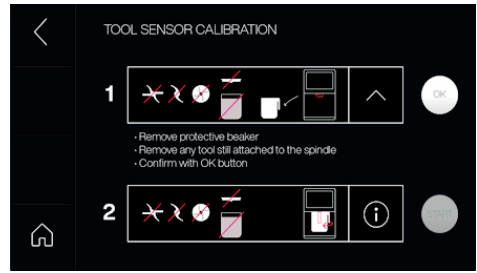 TOOL SENSOR CALIBRATION
1
OK
· Remove protective beaker
· Remove any tool still attached to the spindle
· Confirm with OK button
2
START